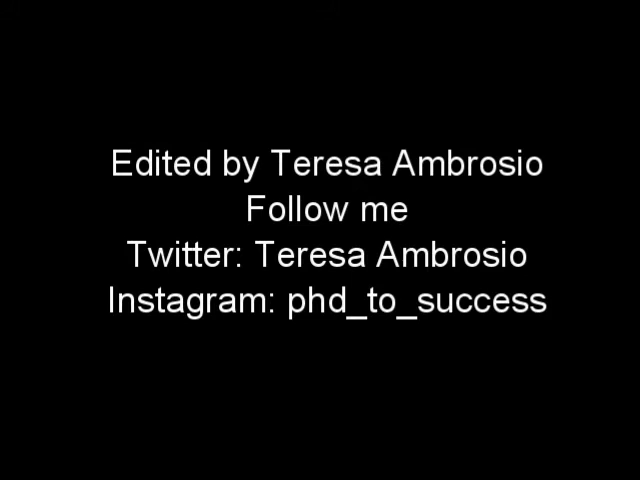 Edited by Teresa Ambrosio
Follow me
Twitter: Teresa Ambrosio
Instagram: phd_to_success